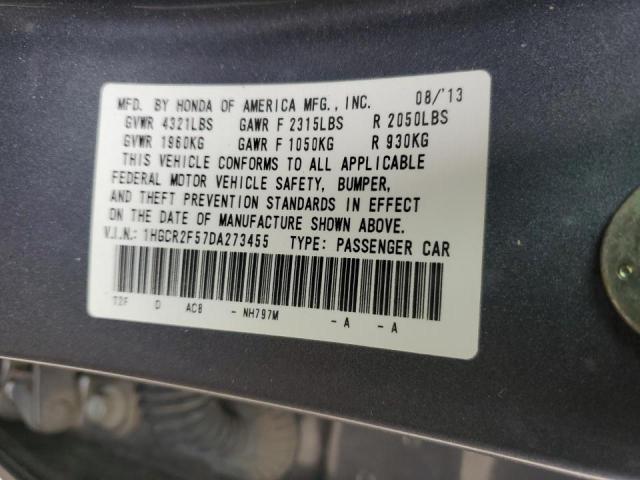 MFD. BY HONDA OF AMERICA MFG., INC. 08/'13
GVWR 4321LBS GAWR F 2315LBS R 2050LBS
GVWR 1960KG GAWR F 1050KG R 930KG
THIS VEHICLE CONFORMS TO ALL APPLICABLE
FEDERAL MOTOR VEHICLE SAFETY, BUMPER,
AND THEFT PREVENTION STANDARDS IN EFFECT
ON THE DATE OF MANUFACTURE SHOWN ABOVE.
V.I.N.: 1HGCR2F57DA273455 TYPE: PASSENGER CAR
T2F D AC8 - NH797M - A - A